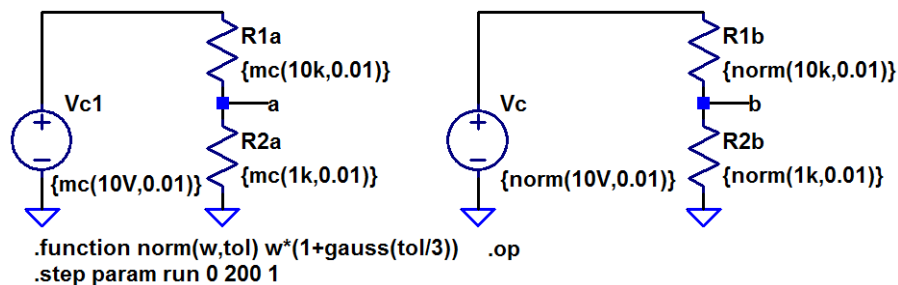 R1a
{mc(10k,0.01)}
Vc1
a
R2a
{mc(10V,0.01)}
{mc(1k,0.01)}
R1b
{norm(10k,0.01)}
Vc
b
R2b
{norm(10V,0.01)}
{norm(1k,0.01)}
.function norm(w,tol) w*(1+gauss(tol/3))
.op
.step param run 0 200 1